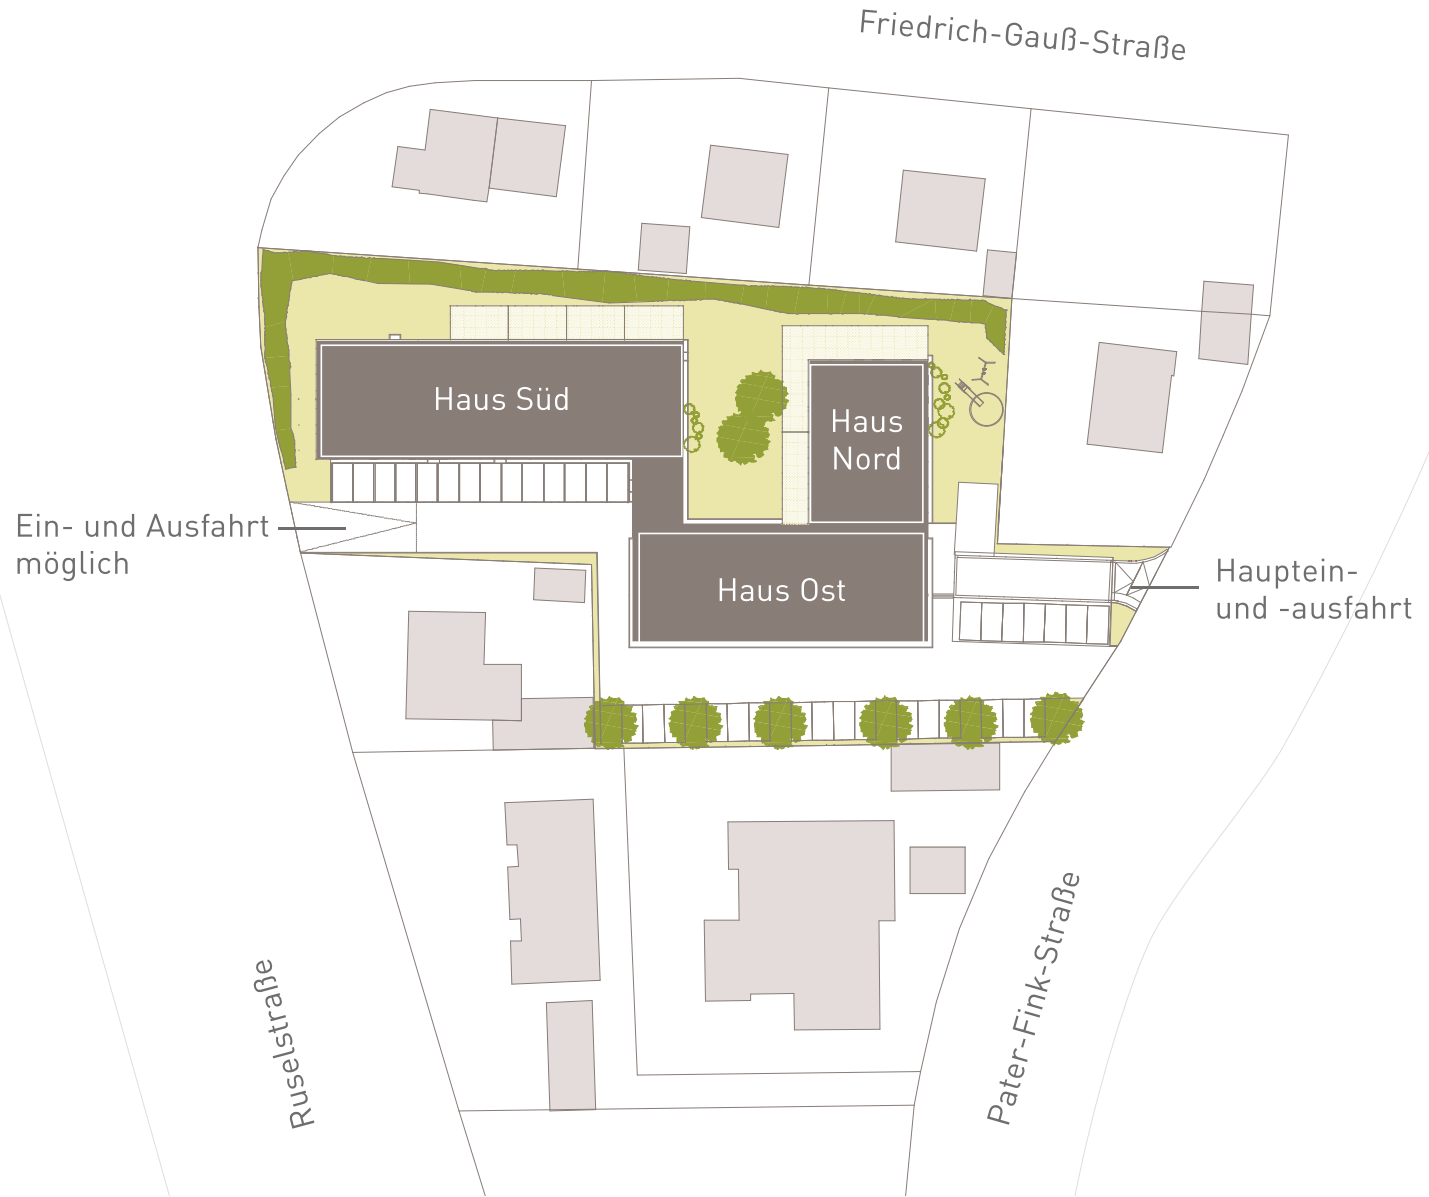 Friedrich-Gauß-Straße
Haus Süd
Haus
Nord
Ein- und Ausfahrt
möglich
Haus Ost
Hauptein-
und -ausfahrt
Ruselstraße
Pater-Fink-Straße